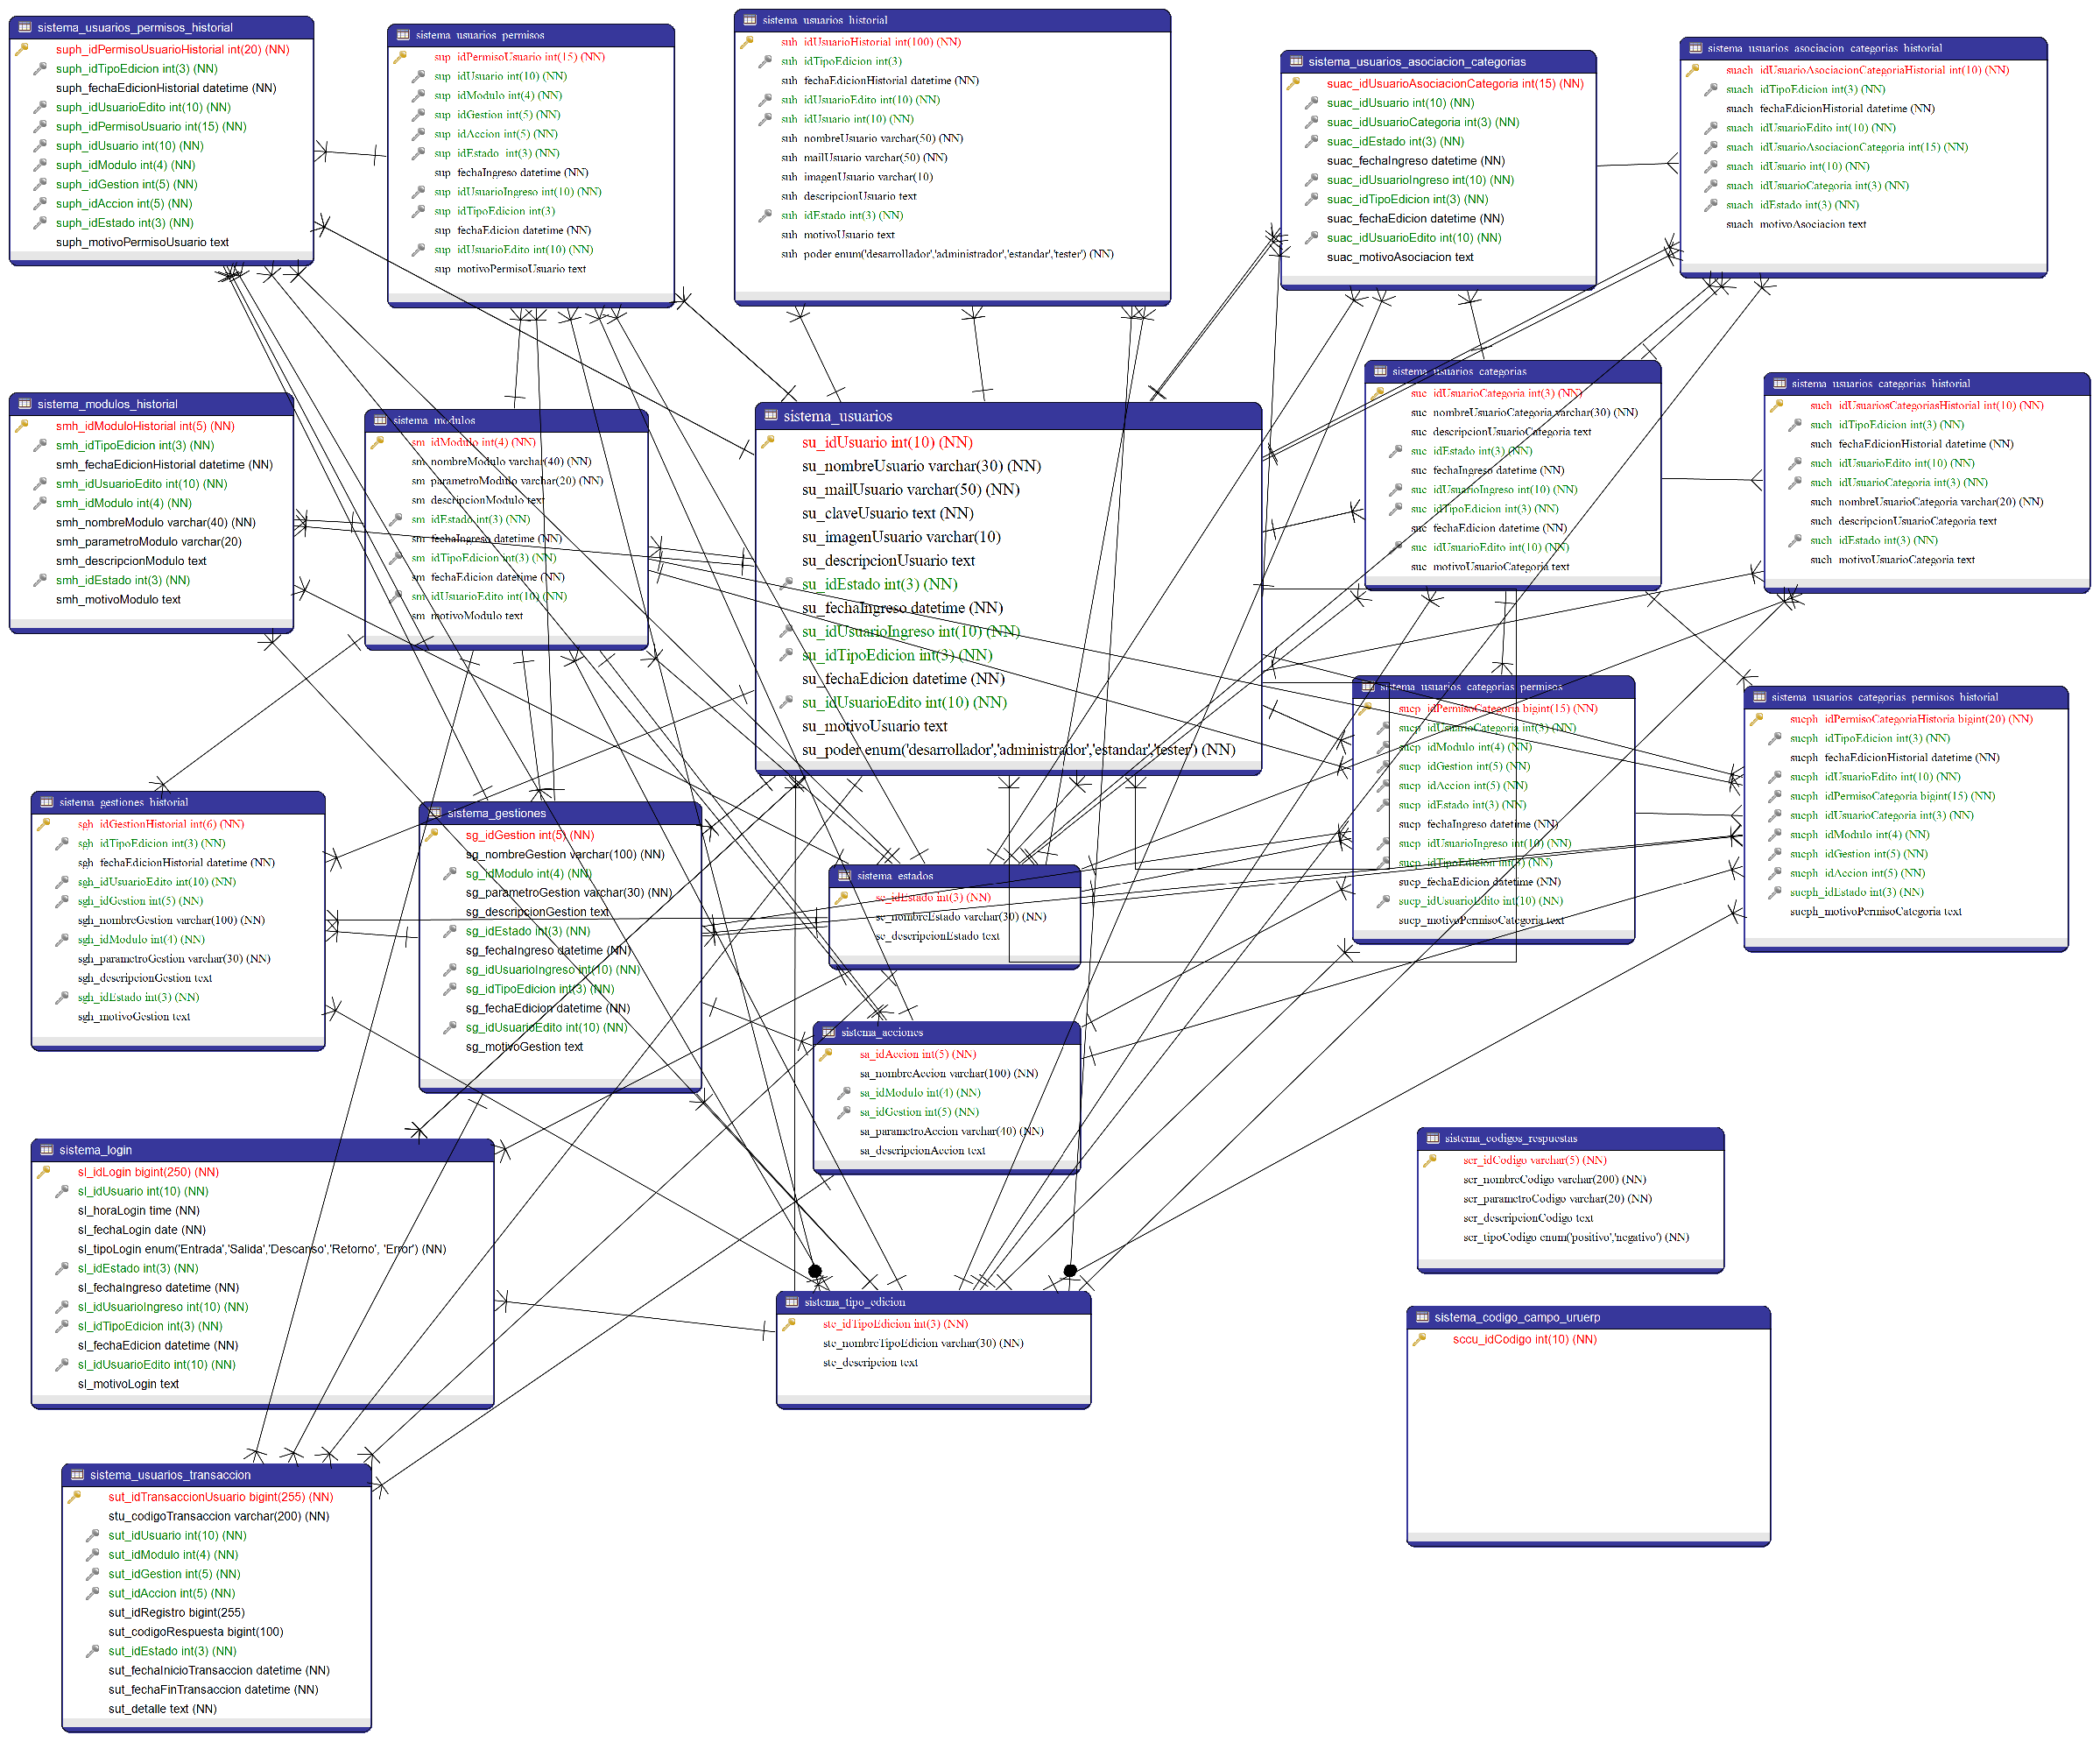 sistema_usuarios_permisos_historial
suph_idPermisoUsuarioHistorial int(20) (NN)
suph_idTipoEdicion int(3) (NN)
suph_fechaEdicionHistorial datetime (NN)
suph_idUsuarioEdito int(10) (NN)
suph_idPermisoUsuario int(15) (NN)
suph_idUsuario int(10) (NN)
suph_idModulo int(4) (NN)
suph_idGestion int(5) (NN)
suph_idAccion int(5) (NN)
suph_idEstado int(3) (NN)
suph_motivoPermisoUsuario text
sistema_usuarios_permisos
sup_idPermisoUsuario int(15) (NN)
sup_idUsuario int(10) (NN)
sup_idModulo int(4) (NN)
sup_idGestion int(5) (NN)
sup_idAccion int(5) (NN)
sup_idEstado int(3) (NN)
sup_fechaIngreso datetime (NN)
sup_idUsuarioIngreso int(10) (NN)
sup_idTipoEdicion int(3)
sup_fechaEdicion datetime (NN)
sup_idUsuarioEdito int(10) (NN)
sup_motivoPermisoUsuario text
sistema_usuarios_historial
suh_idUsuarioHistorial int(100) (NN)
suh_idTipoEdicion int(3)
suh_fechaEdicionHistorial datetime (NN)
suh_idUsuarioEdito int(10) (NN)
suh_idUsuario int(10) (NN)
suh_nombreUsuario varchar(50) (NN)
suh_mailUsuario varchar(50) (NN)
suh_imagenUsuario varchar(10)
suh_descripcionUsuario text
suh_idEstado int(3) (NN)
suh_motivoUsuario text
suh_poder enum('desarrollador','administrador','estandar','tester') (NN)
sistema_usuarios_asociacion_categorias
suac_idUsuarioAsociacionCategoria int(15) (NN)
suac_idUsuario int(10) (NN)
suac_idUsuarioCategoria int(3) (NN)
suac_idEstado int(3) (NN)
suac_fechaIngreso datetime (NN)
suac_idUsuarioIngreso int(10) (NN)
suac_idTipoEdicion int(3) (NN)
suac_fechaEdicion datetime (NN)
suac_idUsuarioEdito int(10) (NN)
suac_motivoAsociacion text
sistema_usuarios_asociacion_categorias_historial
suach_idUsuarioAsociacionCategoriaHistorial int(10) (NN)
suach_idTipoEdicion int(3) (NN)
suach_fechaEdicionHistorial datetime (NN)
suach_idUsuarioEdito int(10) (NN)
suach_idUsuarioAsociacionCategoria int(15) (NN)
suach_idUsuario int(10) (NN)
suach_idUsuarioCategoria int(3) (NN)
suach_idEstado int(3) (NN)
suach_motivoAsociacion text
sistema_modulos_historial
smh_idModuloHistorial int(5) (NN)
smh_idTipoEdicion int(3) (NN)
smh_fechaEdicionHistorial datetime (NN)
smh_idUsuarioEdito int(10) (NN)
smh_idModulo int(4) (NN)
smh_nombreModulo varchar(40) (NN)
smh_parametroModulo varchar(20)
smh_descripcionModulo text
smh_idEstado int(3) (NN)
smh_motivoModulo text
sistema_modulos
sm_idModulo int(4) (NN)
sm_nombreModulo varchar(40) (NN)
sm_parametroModulo varchar(20) (NN)
sm_descripcionModulo text
sm_idEstado int(3) (NN)
sm_fechaIngreso datetime (NN)
sm_idTipoEdicion int(3) (NN)
sm_fechaEdicion datetime (NN)
sm_idUsuarioEdito int(10) (NN)
sm_motivoModulo text
sistema_usuarios
su_idUsuario int(10) (NN)
su_nombreUsuario varchar(30) (NN)
su_mailUsuario varchar(50) (NN)
su_claveUsuario text (NN)
su_imagenUsuario varchar(10)
su_descripcionUsuario text
su_idEstado int(3) (NN)
su_fechaIngreso datetime (NN)
su_idUsuarioIngreso int(10) (NN)
su_idTipoEdicion int(3) (NN)
su_fechaEdicion datetime (NN)
su_idUsuarioEdito int(10) (NN)
su_motivoUsuario text
su_poder enum('desarrollador','administrador','estandar','tester') (NN)
sistema_usuarios_categorias
suc_idUsuarioCategoria int(3) (NN)
suc_nombreUsuarioCategoria varchar(30) (NN)
suc_descripcionUsuarioCategoria text
suc_idEstado int(3) (NN)
suc_fechaIngreso datetime (NN)
suc_idUsuarioIngreso int(10) (NN)
suc_idTipoEdicion int(3) (NN)
suc_fechaEdicion datetime (NN)
suc_idUsuarioEdito int(10) (NN)
suc_motivoUsuarioCategoria text
sistema_usuarios_categorias_historial
such_idUsuariosCategoriasHistorial int(10) (NN)
such_idTipoEdicion int(3) (NN)
such_fechaEdicionHistorial datetime (NN)
such_idUsuarioEdito int(10) (NN)
such_idUsuarioCategoria int(3) (NN)
such_nombreUsuarioCategoria varchar(20) (NN)
such_descripcionUsuarioCategoria text
such_idEstado int(3) (NN)
such_motivoUsuarioCategoria text
sistema_usuarios_categorias_permisos
sucp_idPermisoCategoria bigint(15) (NN)
sucp_idUsuarioCategoria int(3) (NN)
sucp_idModulo int(4) (NN)
sucp_idGestion int(5) (NN)
sucp_idAccion int(5) (NN)
sucp_idEstado int(3) (NN)
sucp_fechaIngreso datetime (NN)
sucp_idUsuarioIngreso int(10) (NN)
sucp_idTipoEdicion int(3) (NN)
sucp_fechaEdicion datetime (NN)
sucp_idUsuarioEdito int(10) (NN)
sucp_motivoPermisoCategoria text
sistema_usuarios_categorias_permisos_historial
sucph_idPermisoCategoriaHistoria bigint(20) (NN)
sucph_idTipoEdicion int(3) (NN)
sucph_fechaEdicionHistorial datetime (NN)
sucph_idUsuarioEdito int(10) (NN)
sucph_idPermisoCategoria bigint(15) (NN)
sucph_idUsuarioCategoria int(3) (NN)
sucph_idModulo int(4) (NN)
sucph_idGestion int(5) (NN)
sucph_idAccion int(5) (NN)
sucph_idEstado int(3) (NN)
sucph_motivoPermisoCategoria text
sistema_gestiones_historial
sgh_idGestionHistorial int(6) (NN)
sgh_idTipoEdicion int(3) (NN)
sgh_fechaEdicionHistorial datetime (NN)
sgh_idUsuarioEdito int(10) (NN)
sgh_idGestion int(5) (NN)
sgh_nombreGestion varchar(100) (NN)
sgh_idModulo int(4) (NN)
sgh_parametroGestion varchar(30) (NN)
sgh_descripcionGestion text
sgh_idEstado int(3) (NN)
sgh_motivoGestion text
sistema_gestiones
sg_idGestion int(5) (NN)
sg_nombreGestion varchar(100) (NN)
sg_idModulo int(4) (NN)
sg_parametroGestion varchar(30) (NN)
sg_descripcionGestion text
sg_idEstado int(3) (NN)
sg_fechaIngreso datetime (NN)
sg_idUsuarioIngreso int(10) (NN)
sg_idTipoEdicion int(3) (NN)
sg_fechaEdicion datetime (NN)
sg_idUsuarioEdito int(10) (NN)
sg_motivoGestion text
sistema_estados
se_idEstado int(3) (NN)
se_nombreEstado varchar(30) (NN)
se_descripcionEstado text
sistema_acciones
sa_idAccion int(5) (NN)
sa_nombreAccion varchar(100) (NN)
sa_idModulo int(4) (NN)
sa_idGestion int(5) (NN)
sa_parametroAccion varchar(40) (NN)
sa_descripcionAccion text
sistema_login
sl_idLogin bigint(250) (NN)
sl_idUsuario int(10) (NN)
sl_horaLogin time (NN)
sl_fechaLogin date (NN)
sl_tipoLogin enum('Entrada','Salida','Descanso','Retorno', 'Error') (NN)
sl_idEstado int(3) (NN)
sl_fechaIngreso datetime (NN)
sl_idUsuarioIngreso int(10) (NN)
sl_idTipoEdicion int(3) (NN)
sl_fechaEdicion datetime (NN)
sl_idUsuarioEdito int(10) (NN)
sl_motivoLogin text
sistema_tipo_edicion
ste_idTipoEdicion int(3) (NN)
ste_nombreTipoEdicion varchar(30) (NN)
ste_descripcion text
sistema_codigos_respuestas
scr_idCodigo varchar(5) (NN)
scr_nombreCodigo varchar(200) (NN)
scr_parametroCodigo varchar(20) (NN)
scr_descripcionCodigo text
scr_tipoCodigo enum('positivo','negativo') (NN)
sistema_codigo_campo_uruerp
sccu_idCodigo int(10) (NN)
sistema_usuarios_transaccion
sut_idTransaccionUsuario bigint(255) (NN)
stu_codigoTransaccion varchar(200) (NN)
sut_idUsuario int(10) (NN)
sut_idModulo int(4) (NN)
sut_idGestion int(5) (NN)
sut_idAccion int(5) (NN)
sut_idRegistro bigint(255)
sut_codigoRespuesta bigint(100)
sut_idEstado int(3) (NN)
sut_fechaInicioTransaccion datetime (NN)
sut_fechaFinTransaccion datetime (NN)
sut_detalle text (NN)